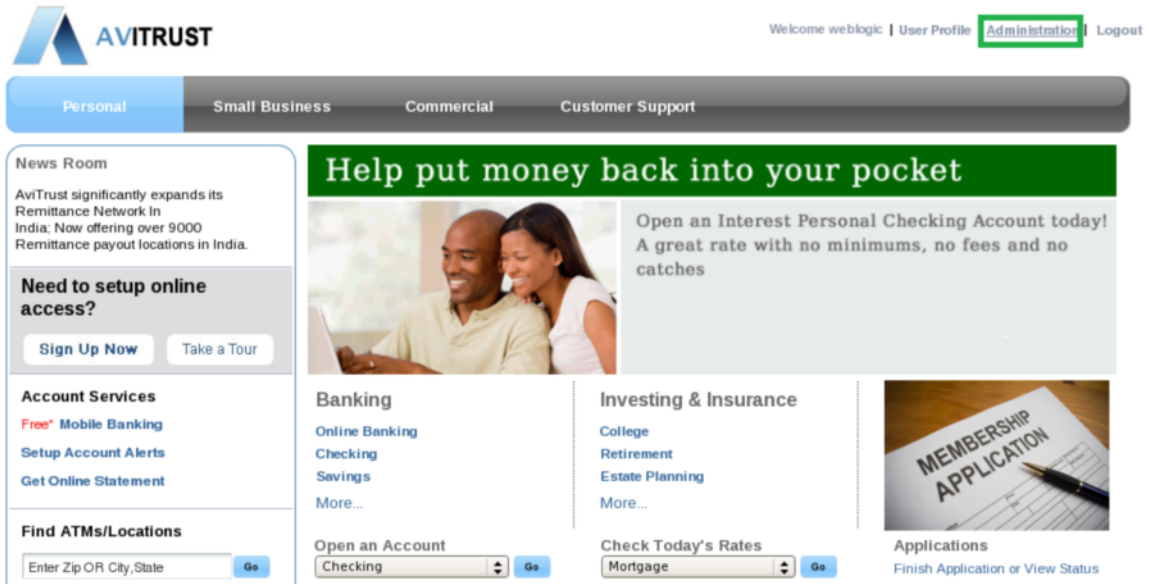 AVITRUST
Welcome weblogic | User Profile Administration | Logout
Personal Small Business Commercial Customer Support
News Room
AviTrust significantly expands its
Remittance Network In
India; Now offering over 9000
Remittance payout locations in India.
Need to setup online
access?
Sign Up Now Take a Tour
Account Services
Free* Mobile Banking
Setup Account Alerts
Get Online Statement
Find ATMs/Locations
Enter Zip OR City,State Go
Help put money back into your pocket
Open an Interest Personal Checking Account today!
A great rate with no minimums, no fees and no
catches
Banking
Online Banking
Checking
Savings
More...
Open an Account
Checking Go
Investing & Insurance
College
Retirement
Estate Planning
More...
Check Today's Rates
Mortgage Go
MEMBERSHIP
APPLICATION
Applications
Finish Application or View Status